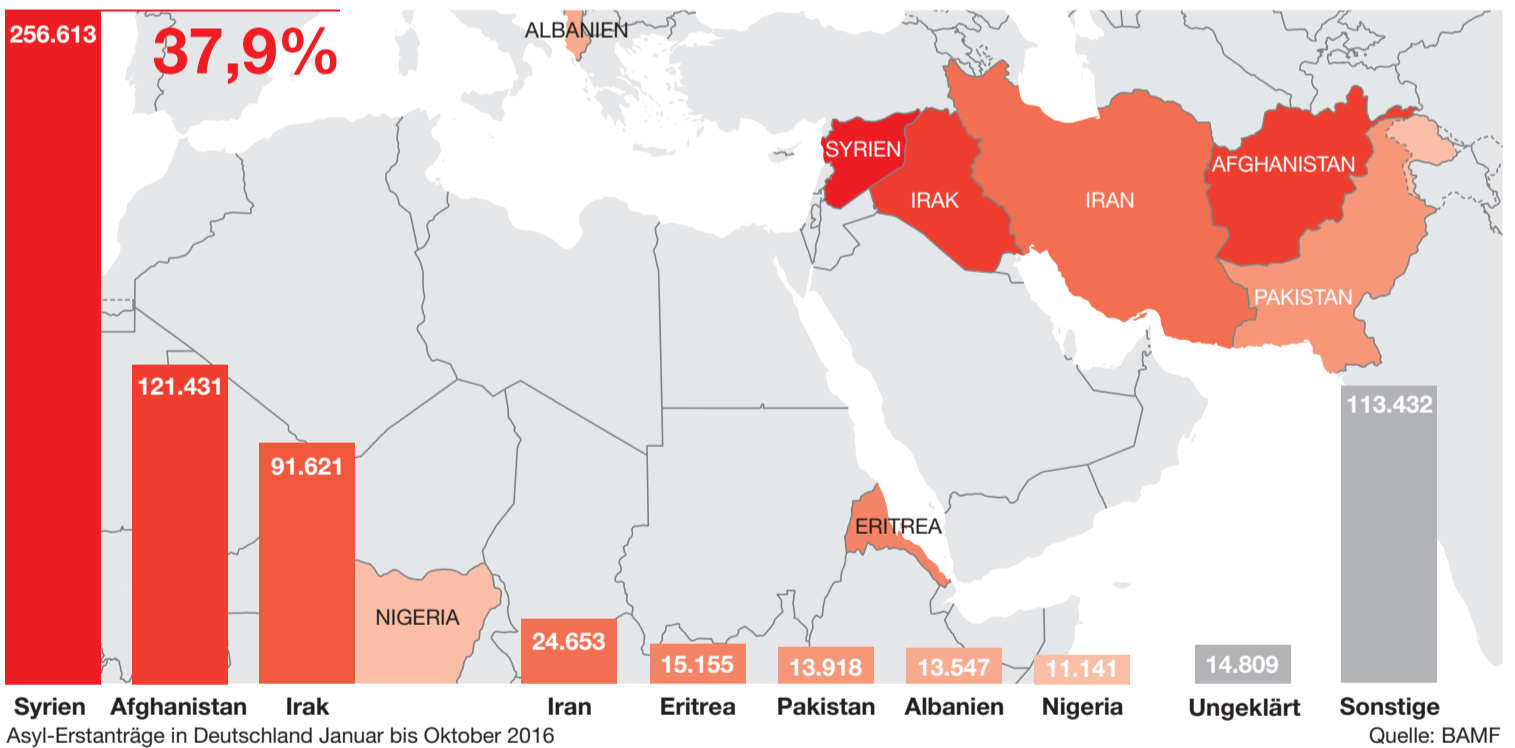 256.613
37,9%
ALBANIEN
SYRIEN
IRAK
IRAN
AFGHANISTAN
PAKISTAN
121.431
113.432
91.621
ERITREA
NIGERIA
24.653
15.155
13.918
13.547
11.141
14.809
Syrien Afghanistan Irak Iran Eritrea Pakistan Albanien Nigeria Ungeklärt Sonstige
Asyl-Erstanträge in Deutschland Januar bis Oktober 2016
Quelle: BAMF